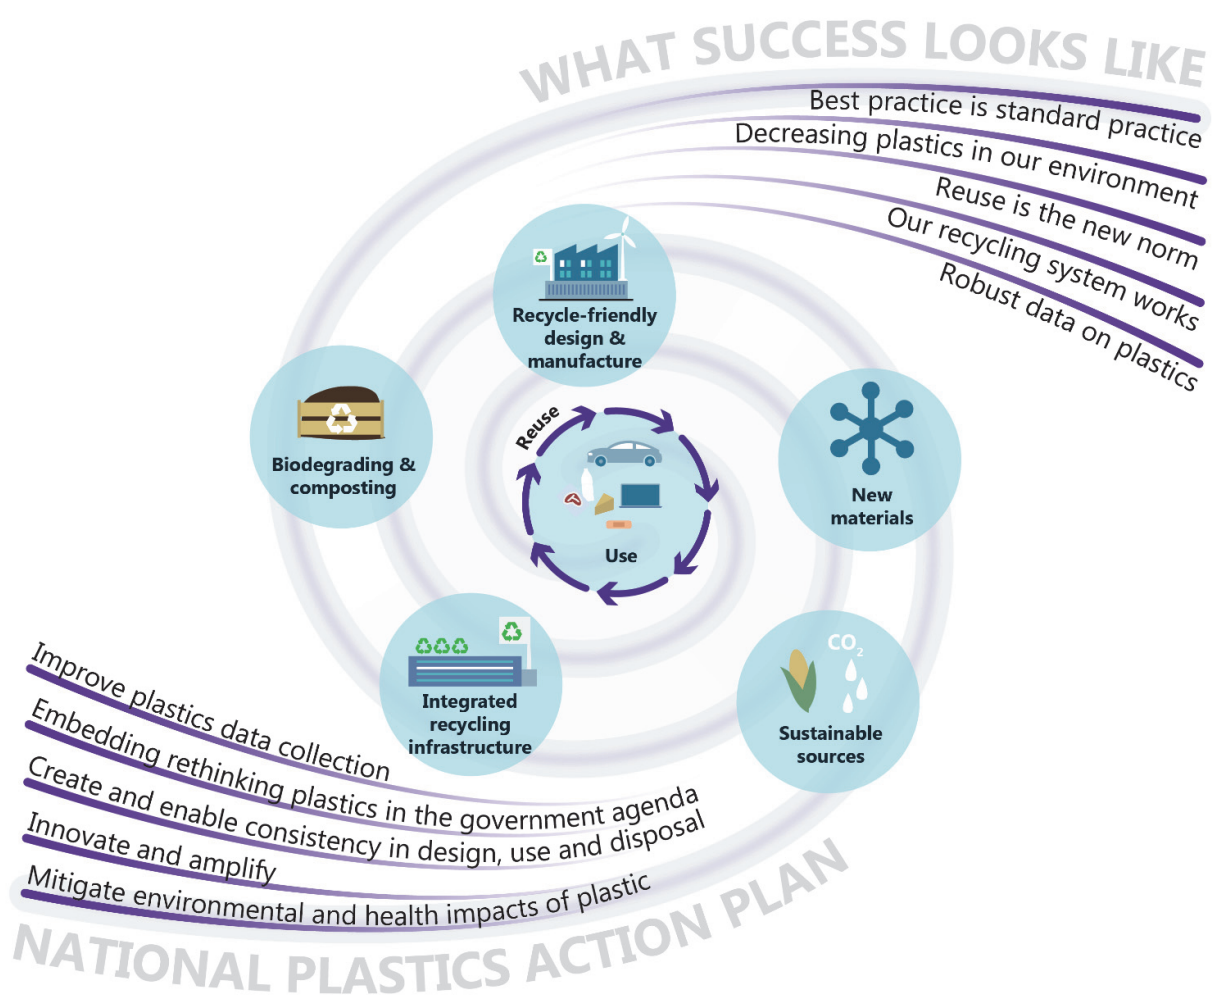 WHAT SUCCESS LOOKS LIKE
Best practice is standard practice
Decreasing plastics in our environment
Reuse is the new norm
Our recycling system works
Robust data on plastics
Recycle-friendly
design &
manufacture
Biodegrading &
composting
Reuse
Use
New
materials
Integrated
recycling
infrastructure
CO2
Sustainable
sources
Improve plastics data collection
Embedding rethinking plastics in the government agenda
Create and enable consistency in design, use and disposal
Innovate and amplify
Mitigate environmental and health impacts of plastic
NATIONAL PLASTICS ACTION PLAN